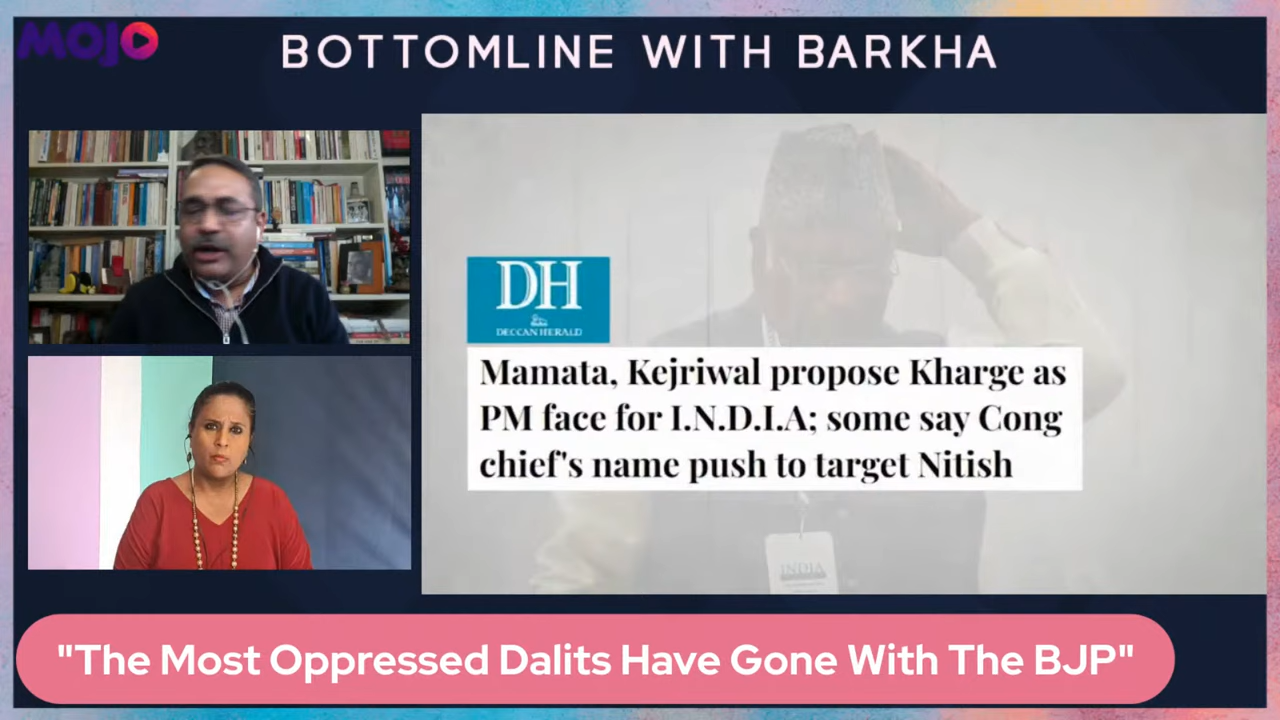 MOJO
BOTTOMLINE WITH BARKHA
DH
DECCAN HERALD
Mamata, Kejriwal propose Kharge as
PM face for I.N.D.I.A; some say Cong
chief's name push to target Nitish
INDIA
"The Most Oppressed Dalits Have Gone With The BJP"